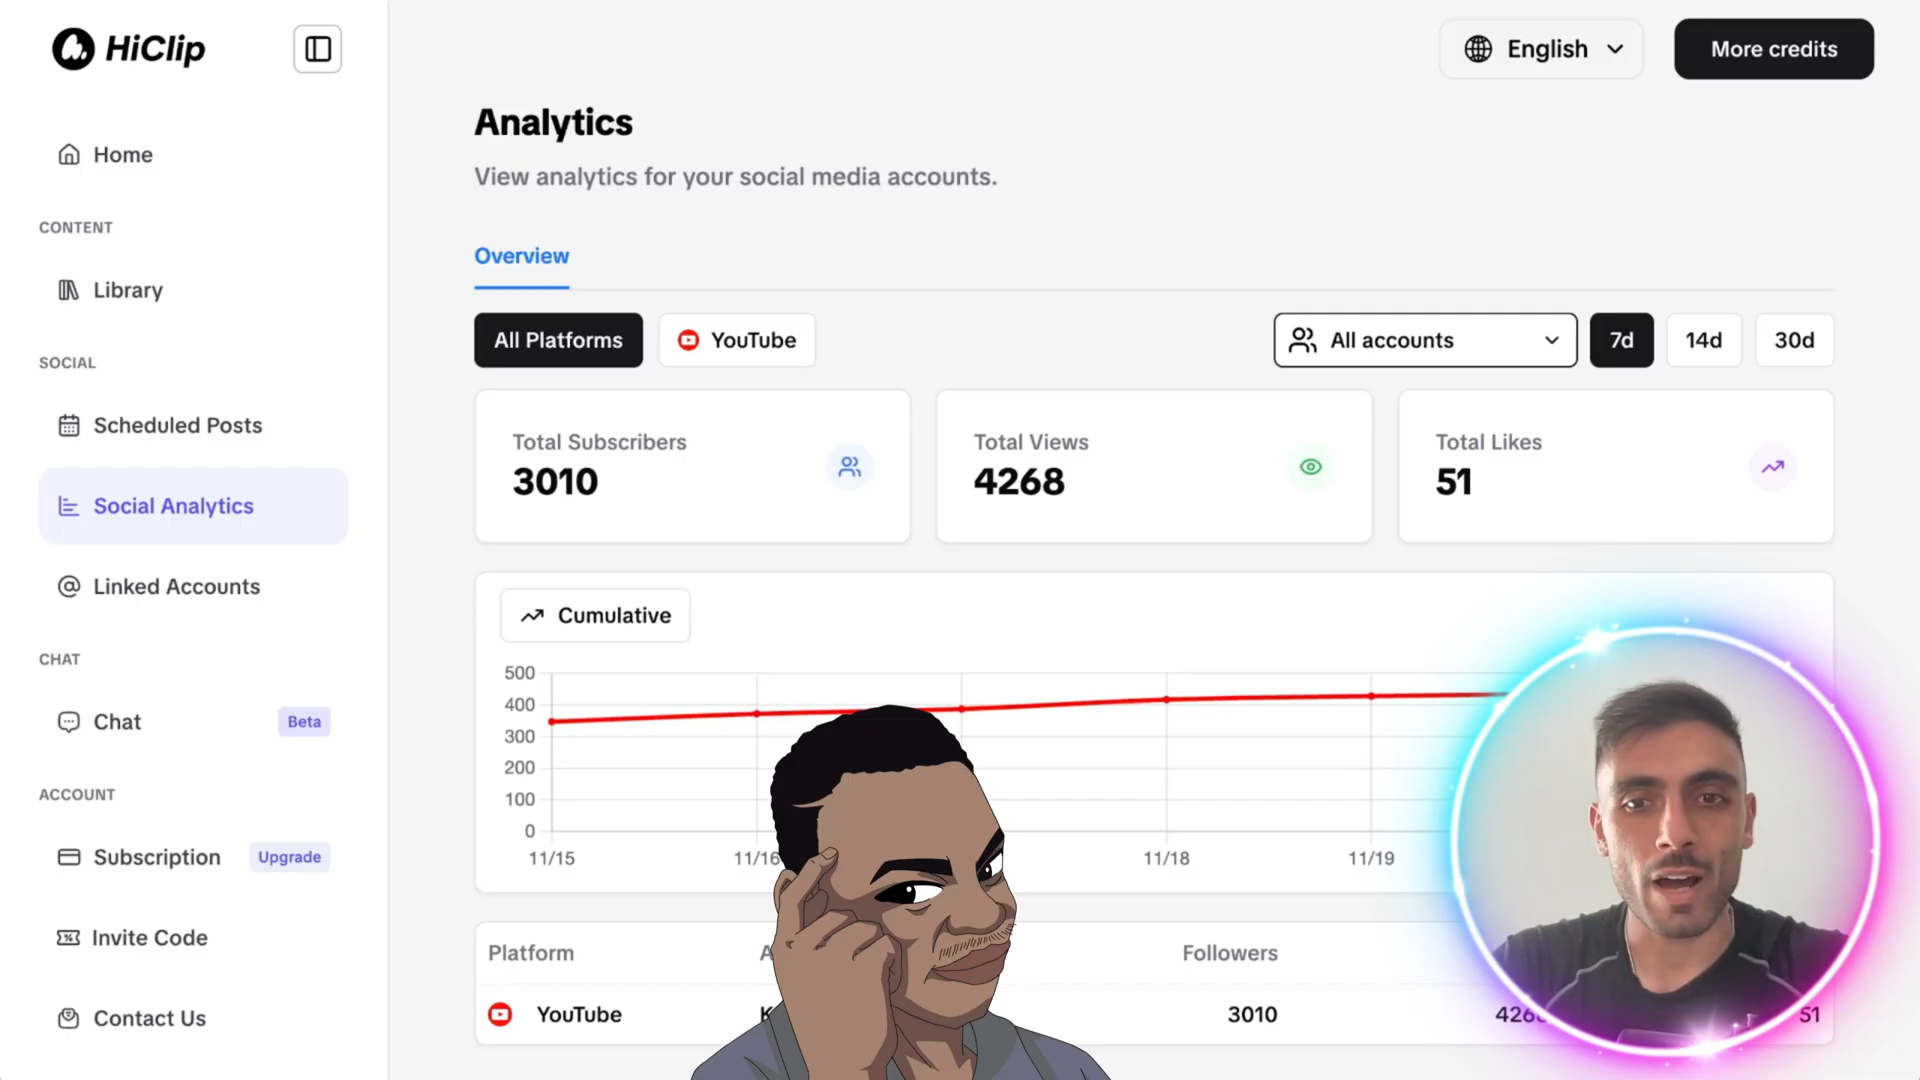 HiClip
English
More credits
Home
CONTENT
Library
SOCIAL
Scheduled Posts
Social Analytics
Linked Accounts
CHAT
Chat
Beta
ACCOUNT
Subscription
Upgrade
Invite Code
Contact Us
Analytics
View analytics for your social media accounts.
Overview
All Platforms
YouTube
All accounts
7d
14d
30d
Total Subscribers
3010
Total Views
4268
Total Likes
51
Cumulative
500
400
300
200
100
0
11/15
11/16
11/18
11/19
Platform
Followers
YouTube
3010
51